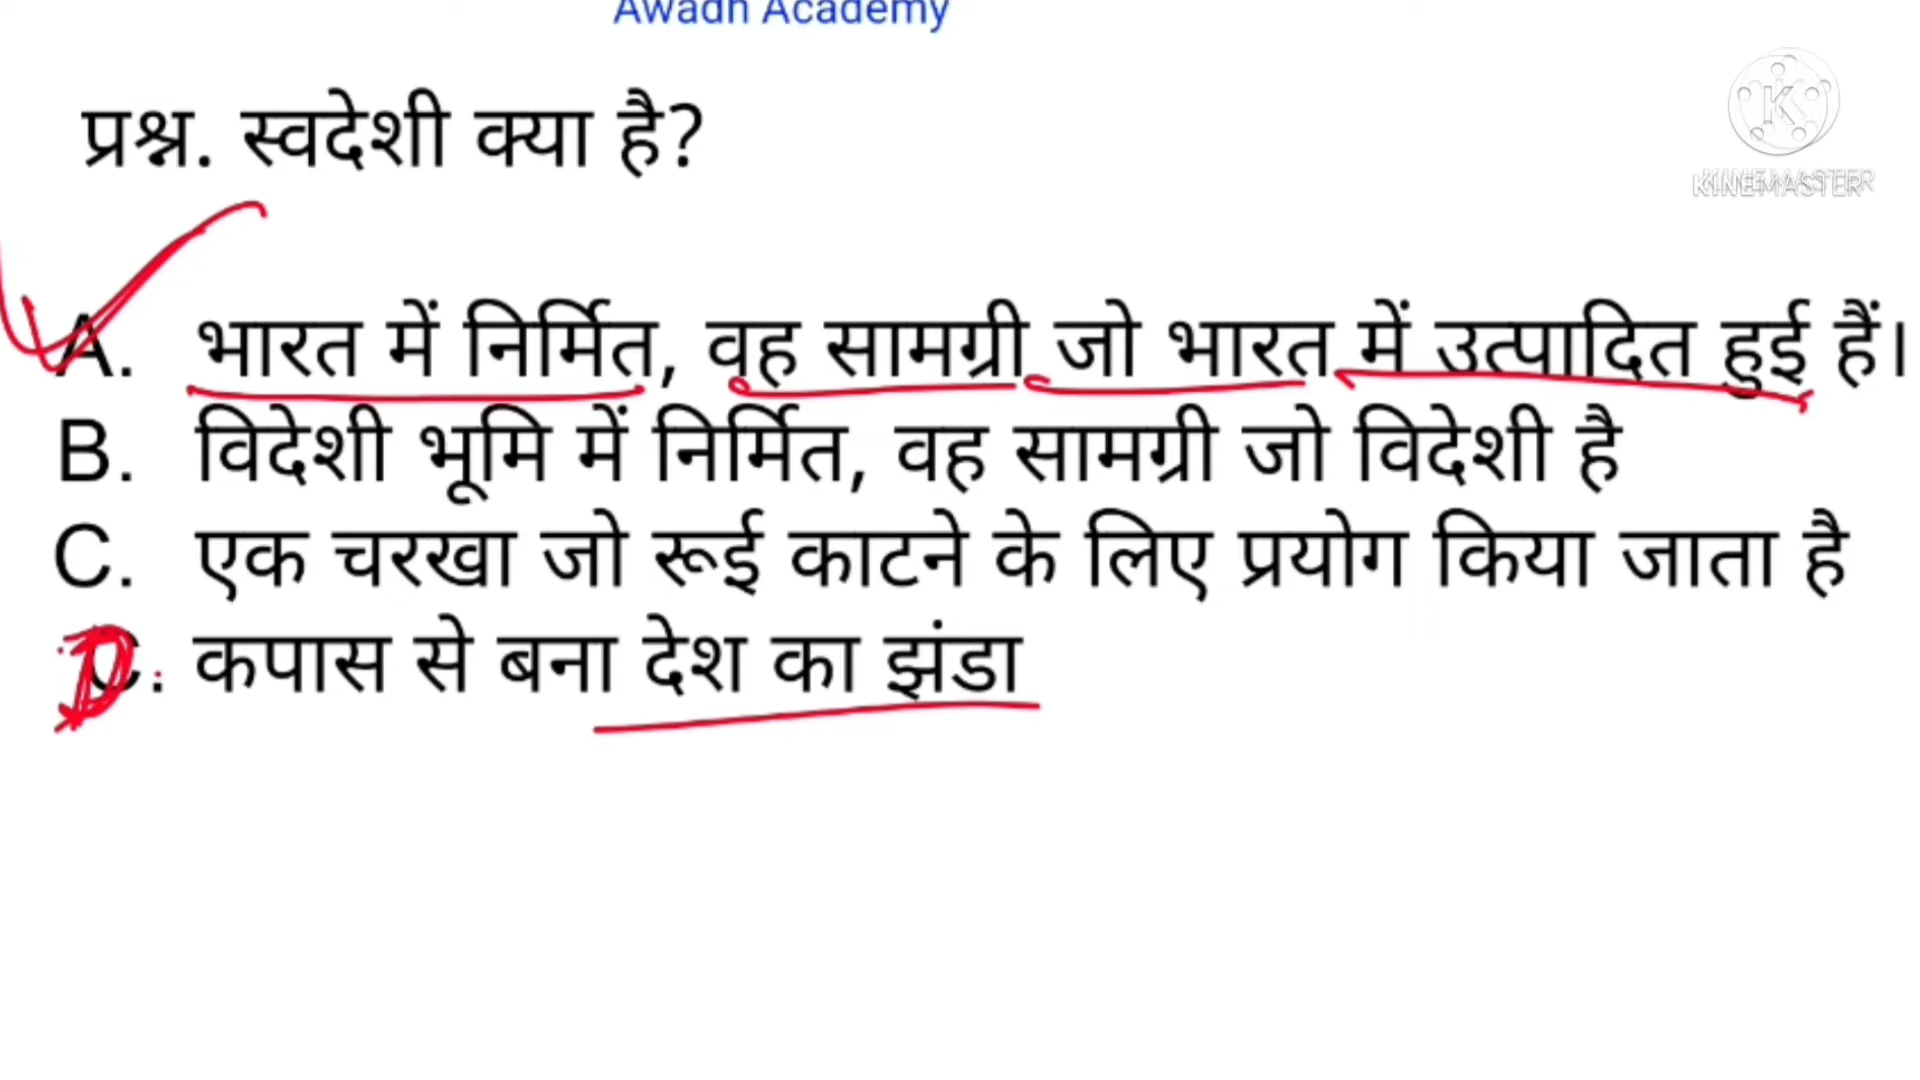 Awadh Academy
प्रश्न. स्वदेशी क्या है?
KINEMASTER
A. भारत में निर्मित, वह सामग्री जो भारत में उत्पादित हुई हैं।
B. विदेशी भूमि में निर्मित, वह सामग्री जो विदेशी है
C. एक चरखा जो रूई काटने के लिए प्रयोग किया जाता है
D. कपास से बना देश का झंडा